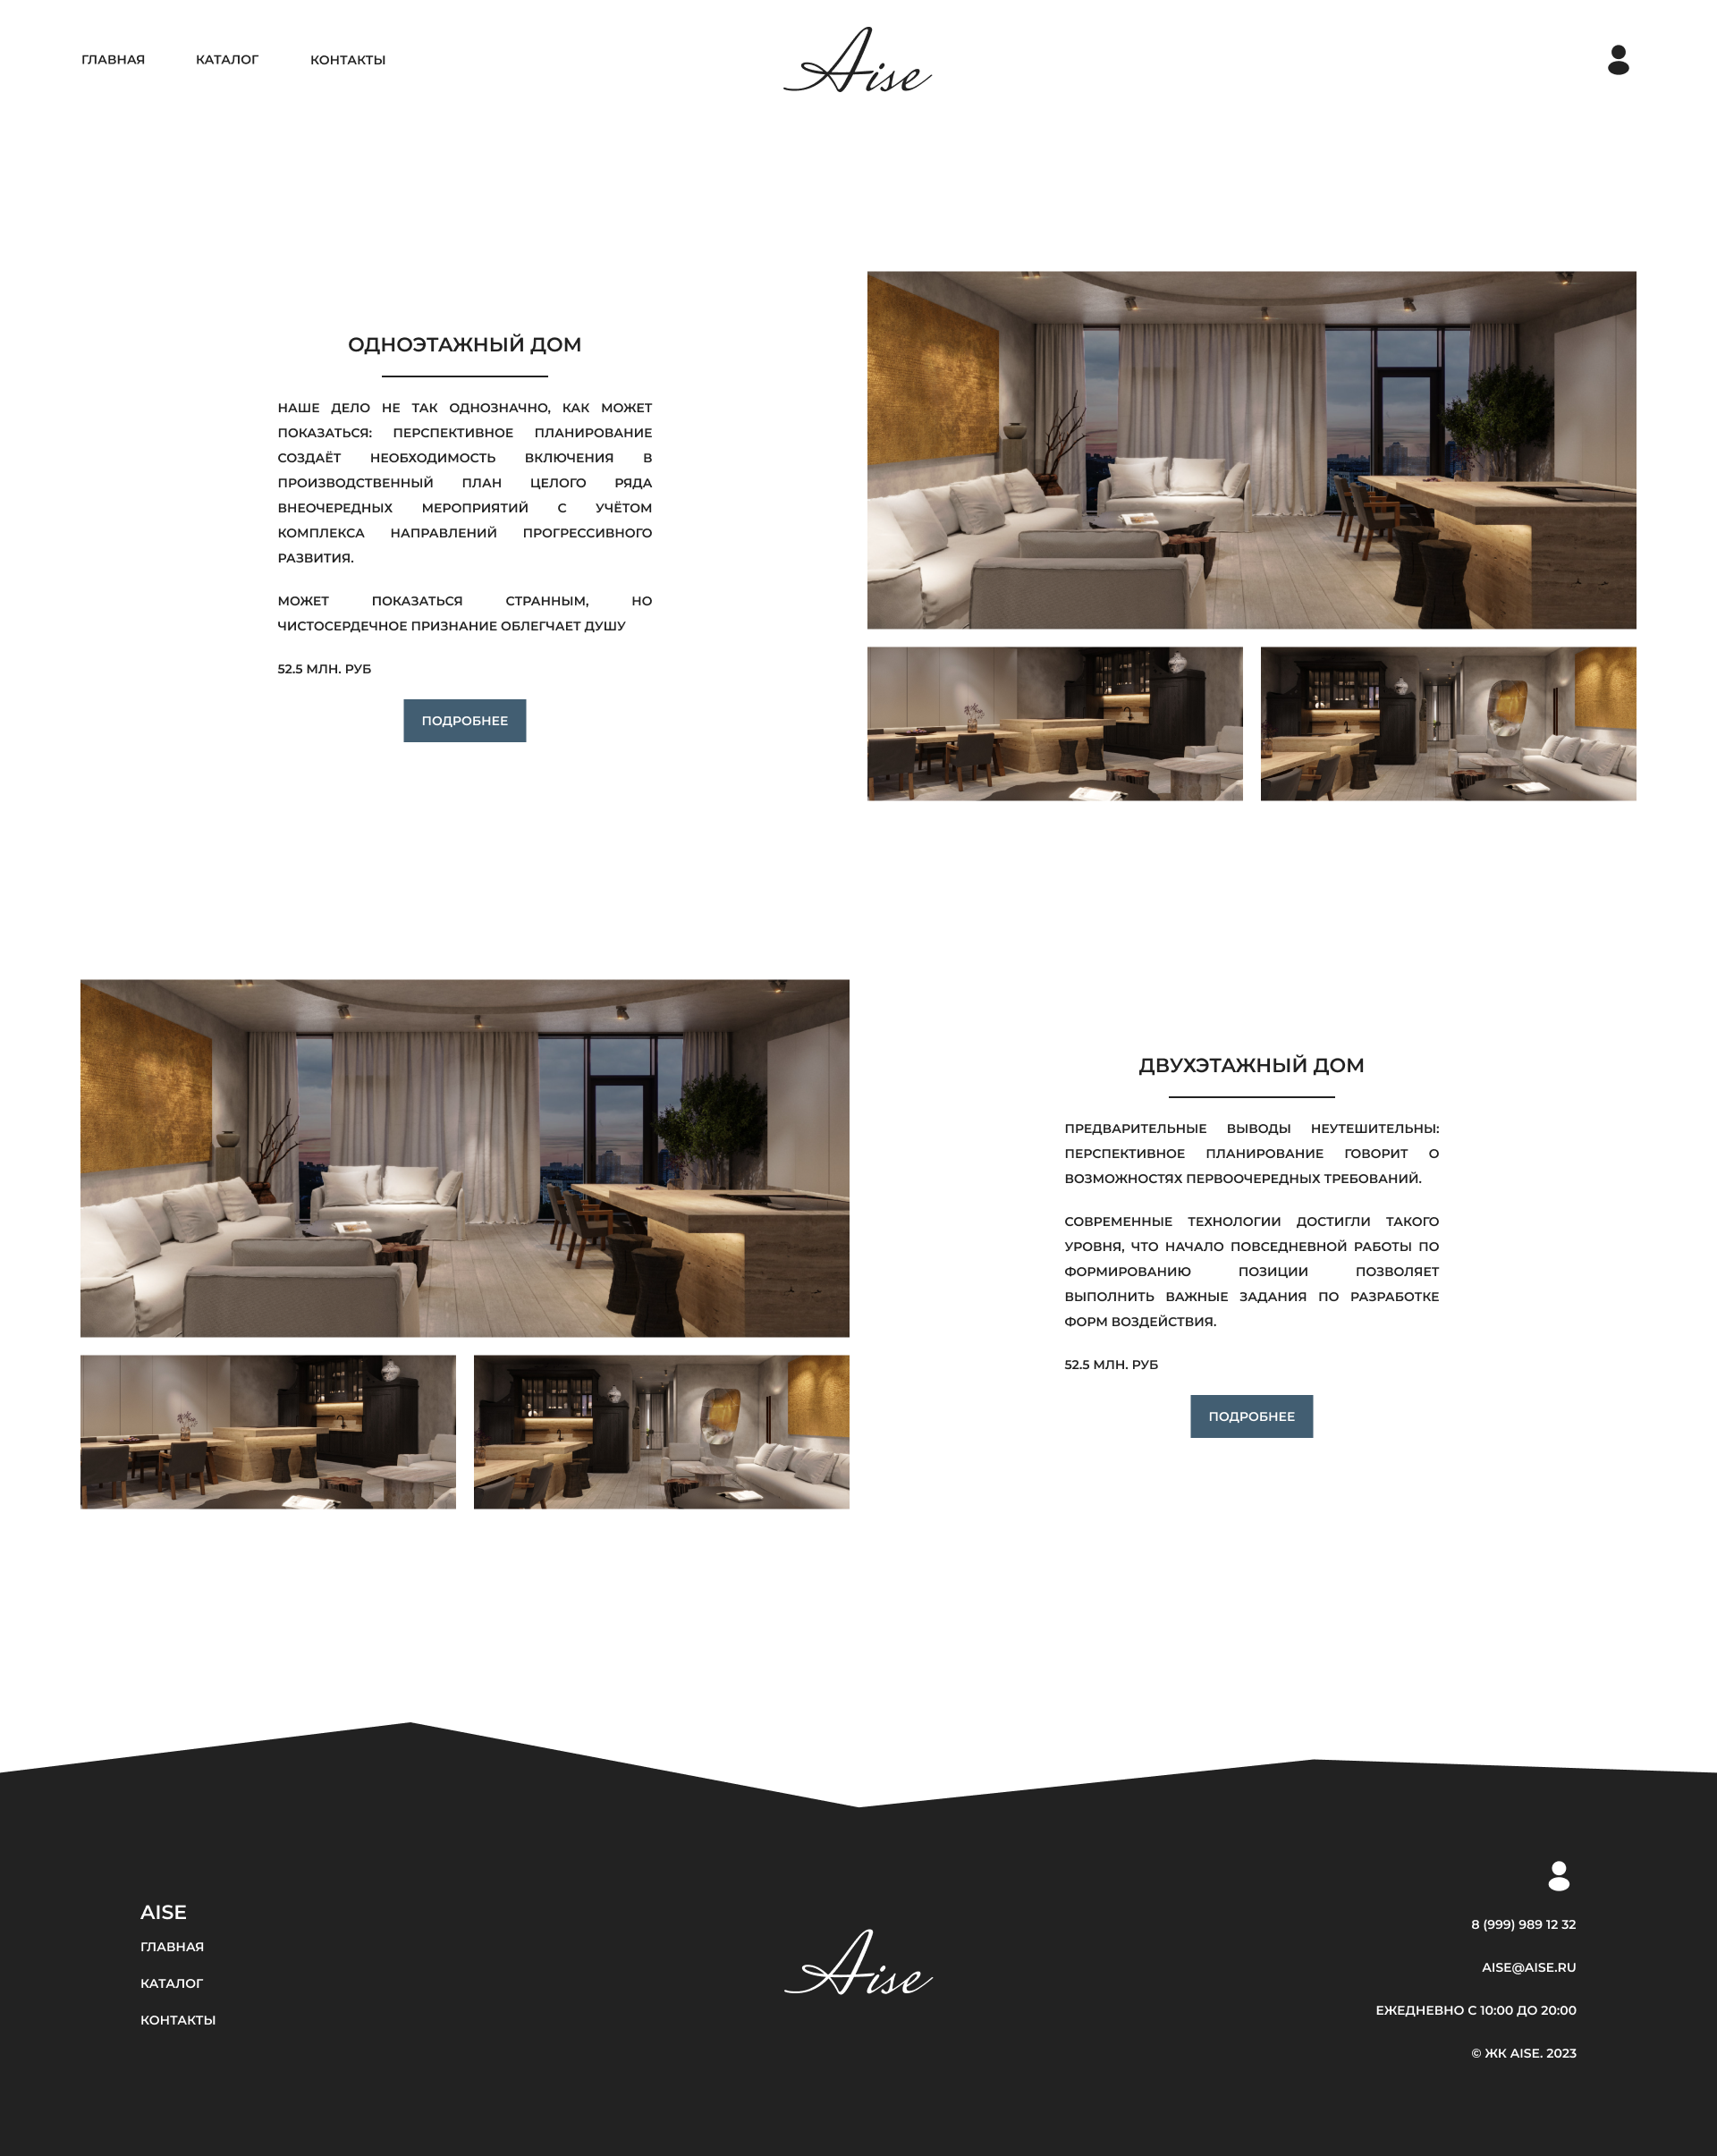 ГЛАВНАЯ КАТАЛОГ КОНТАКТЫ
Aise
ОДНОЭТАЖНЫЙ ДОМ
НАШЕ ДЕЛО НЕ ТАК ОДНОЗНАЧНО, КАК МОЖЕТ
ПОКАЗАТЬСЯ: ПЕРСПЕКТИВНОЕ ПЛАНИРОВАНИЕ
СОЗДАЁТ НЕОБХОДИМОСТЬ ВКЛЮЧЕНИЯ В
ПРОИЗВОДСТВЕННЫЙ ПЛАН ЦЕЛОГО РЯДА
ВНЕОЧЕРЕДНЫХ МЕРОПРИЯТИЙ С УЧЁТОМ
КОМПЛЕКСА НАПРАВЛЕНИЙ ПРОГРЕССИВНОГО
РАЗВИТИЯ.
МОЖЕТ ПОКАЗАТЬСЯ СТРАННЫМ, НО
ЧИСТОСЕРДЕЧНОЕ ПРИЗНАНИЕ ОБЛЕГЧАЕТ ДУШУ
52.5 МЛН. РУБ
ПОДРОБНЕЕ
ДВУХЭТАЖНЫЙ ДОМ
ПРЕДВАРИТЕЛЬНЫЕ ВЫВОДЫ НЕУТЕШИТЕЛЬНЫ:
ПЕРСПЕКТИВНОЕ ПЛАНИРОВАНИЕ ГОВОРИТ О
ВОЗМОЖНОСТЯХ ПЕРВООЧЕРЕДНЫХ ТРЕБОВАНИЙ.
СОВРЕМЕННЫЕ ТЕХНОЛОГИИ ДОСТИГЛИ ТАКОГО
УРОВНЯ, ЧТО НАЧАЛО ПОВСЕДНЕВНОЙ РАБОТЫ ПО
ФОРМИРОВАНИЮ ПОЗИЦИИ ПОЗВОЛЯЕТ
ВЫПОЛНИТЬ ВАЖНЫЕ ЗАДАНИЯ ПО РАЗРАБОТКЕ
ФОРМ ВОЗДЕЙСТВИЯ.
52.5 МЛН. РУБ
ПОДРОБНЕЕ
AISE
ГЛАВНАЯ
КАТАЛОГ
КОНТАКТЫ
Aise
8 (999) 989 12 32
AISE@AISE.RU
ЕЖЕДНЕВНО С 10:00 ДО 20:00
© ЖК AISE. 2023